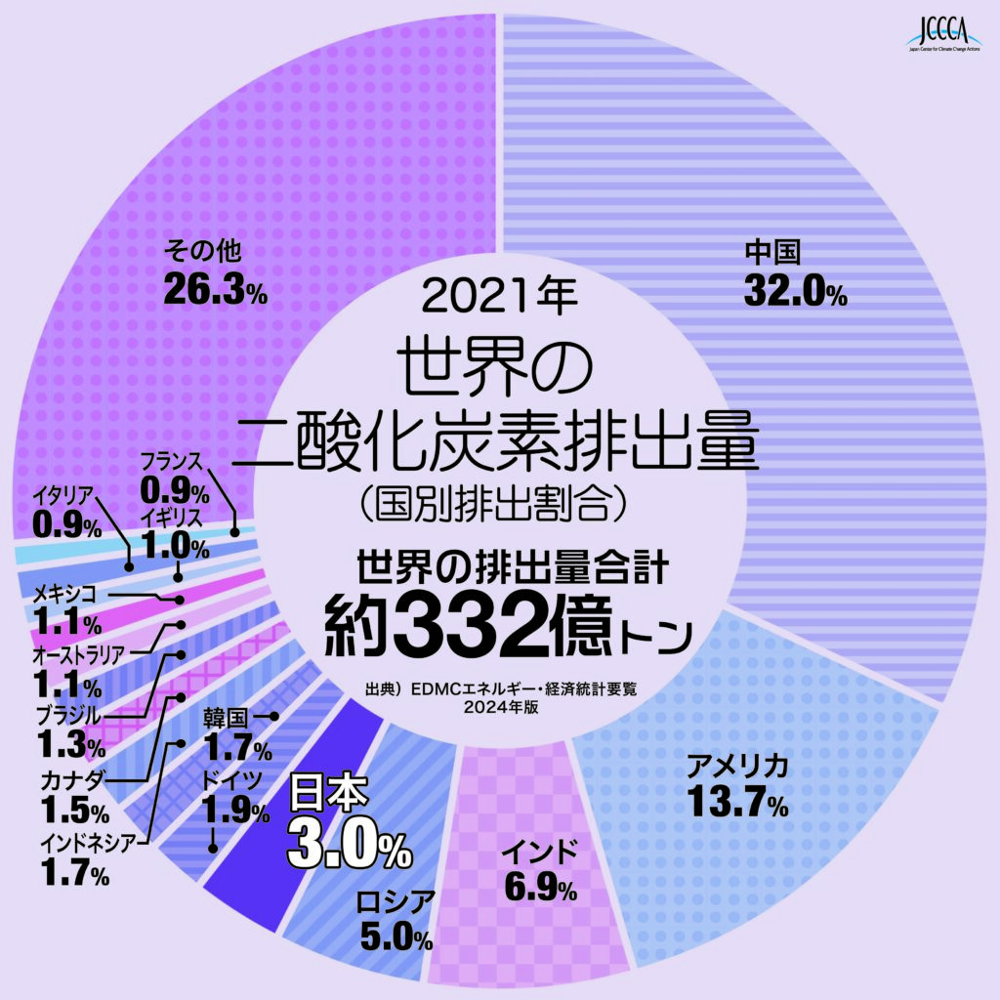 JCCCA
Japan Center for Climate Change Actions
2021年
世界の
二酸化炭素排出量
（国別排出割合）
世界の排出量合計
約332億トン
出典）EDMCエネルギー・経済統計要覧
2024年版
中国
32.0%
アメリカ
13.7%
インド
6.9%
ロシア
5.0%
日本
3.0%
ドイツ
1.9%
韓国
1.7%
インドネシア
1.7%
カナダ
1.5%
ブラジル
1.3%
オーストラリア
1.1%
メキシコ
1.1%
イギリス
1.0%
イタリア
0.9%
フランス
0.9%
その他
26.3%